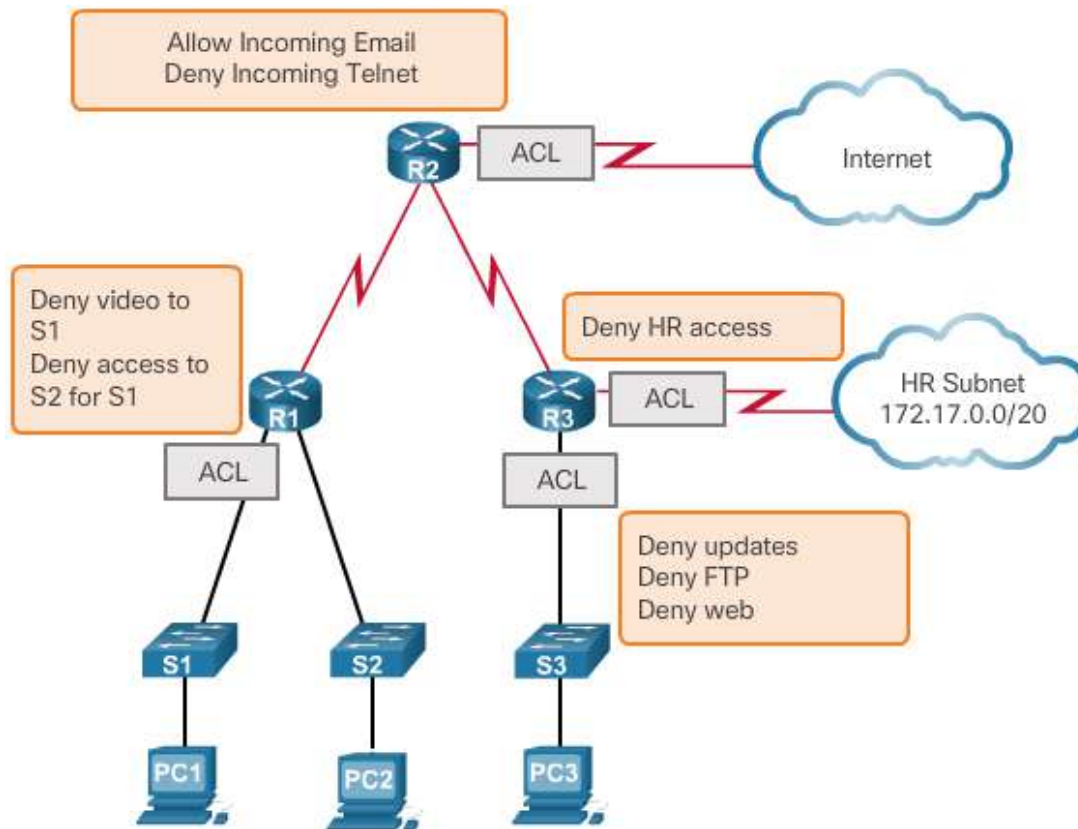 Allow Incoming Email
Deny Incoming Telnet
ACL
R2
Internet
Deny video to
S1
Deny access to
S2 for S1
Deny HR access
R1
R3
ACL
HR Subnet
172.17.0.0/20
ACL
ACL
Deny updates
Deny FTP
Deny web
S1
S2
S3
PC1
PC2
PC3